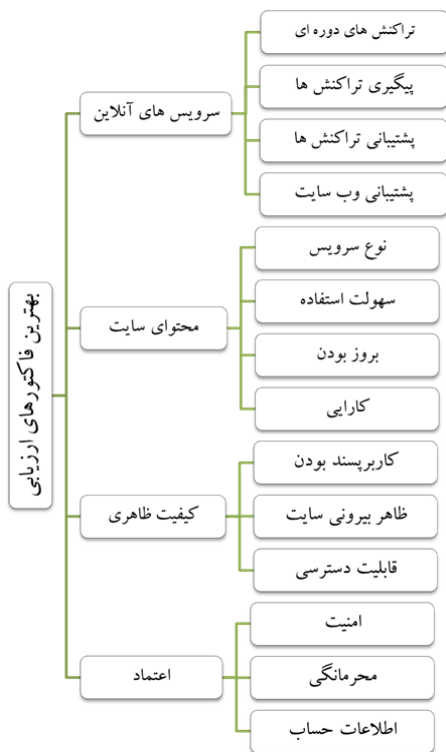 بهترین فاکتورهای ارزیابی
سرویس های آنلاین
تراکنش های دوره ای
پیگیری تراکنش ها
پشتیبانی تراکنش ها
پشتیبانی وب سایت
محتوای سایت
نوع سرویس
سهولت استفاده
بروز بودن
کارایی
کیفیت ظاهری
کاربرپسند بودن
ظاهر بیرونی سایت
قابلیت دسترسی
اعتماد
امنیت
محرمانگی
اطلاعات حساب